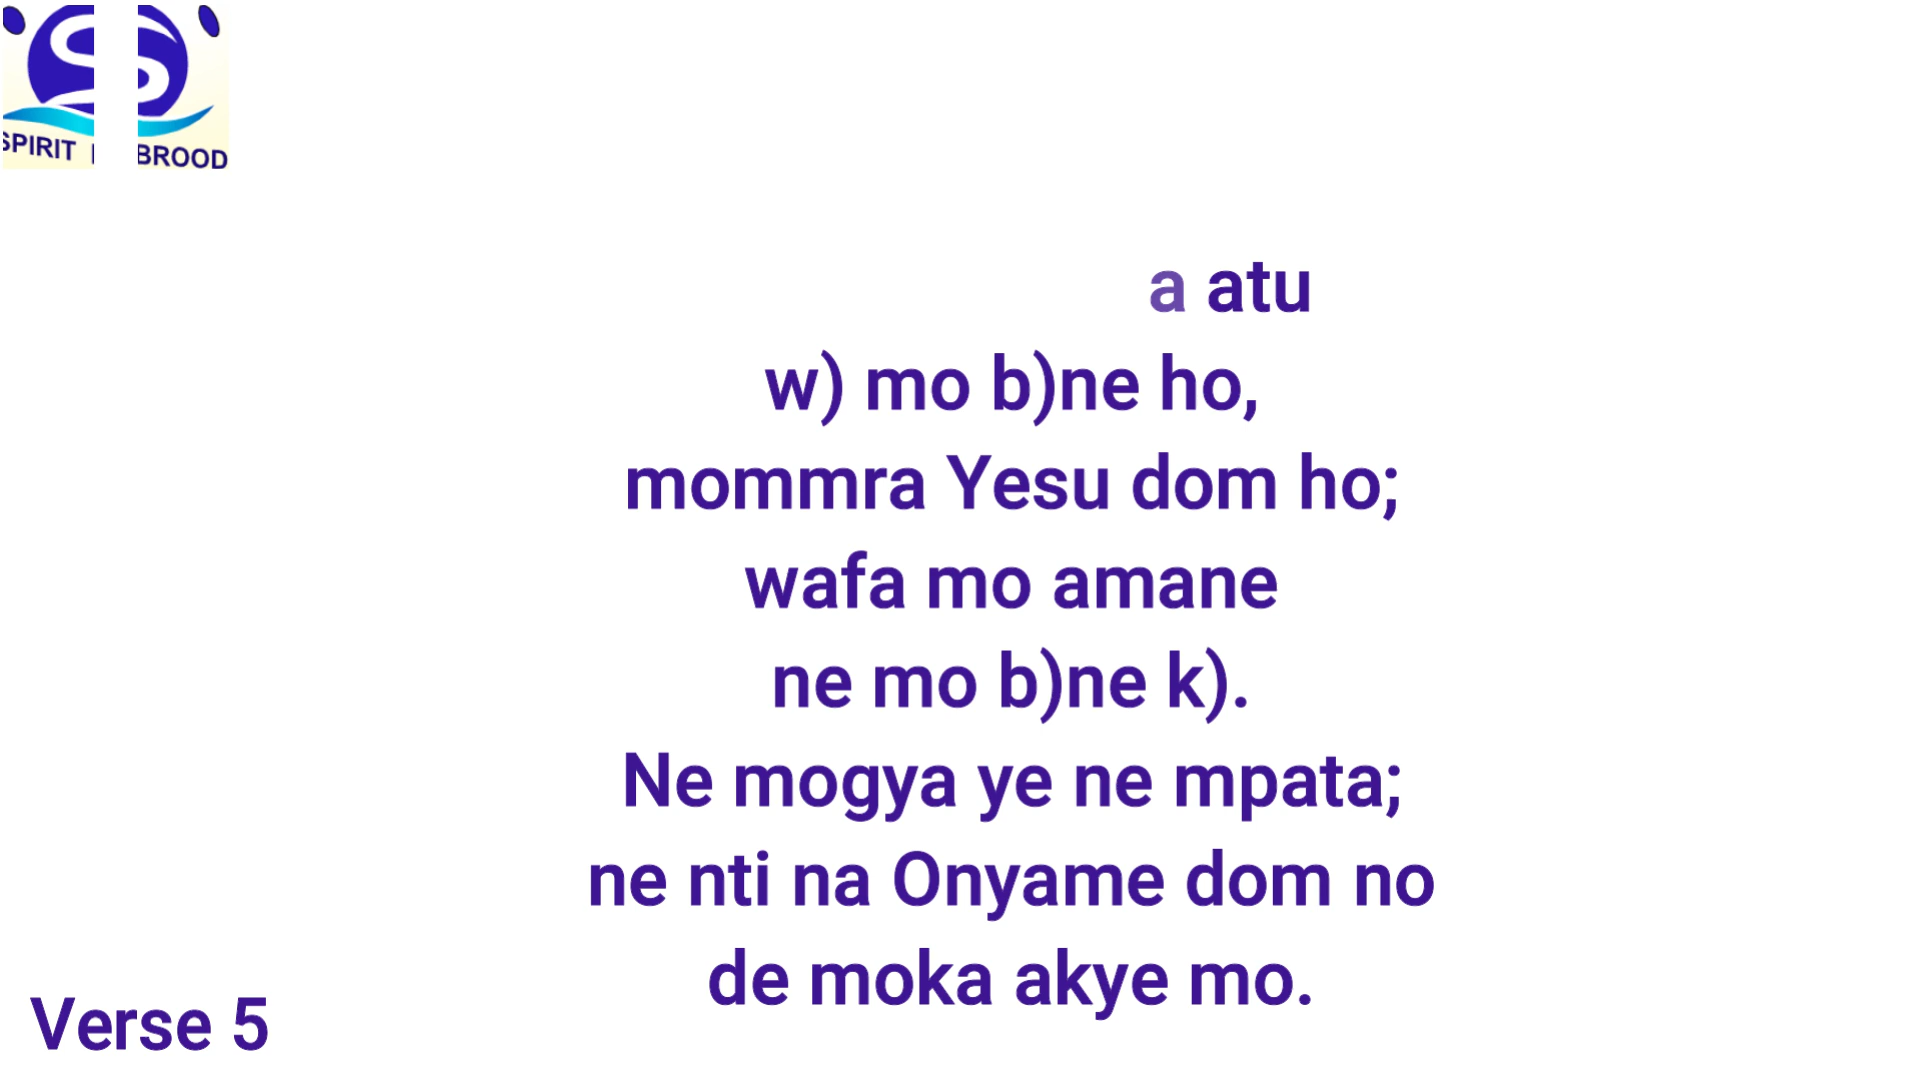 SPIRIT BROOD
a atu
w) mo b)ne ho,
mommra Yesu dom ho;
wafa mo amane
ne mo b)ne k).
Ne mogya ye ne mpata;
ne nti na Onyame dom no
de moka akye mo.
Verse 5